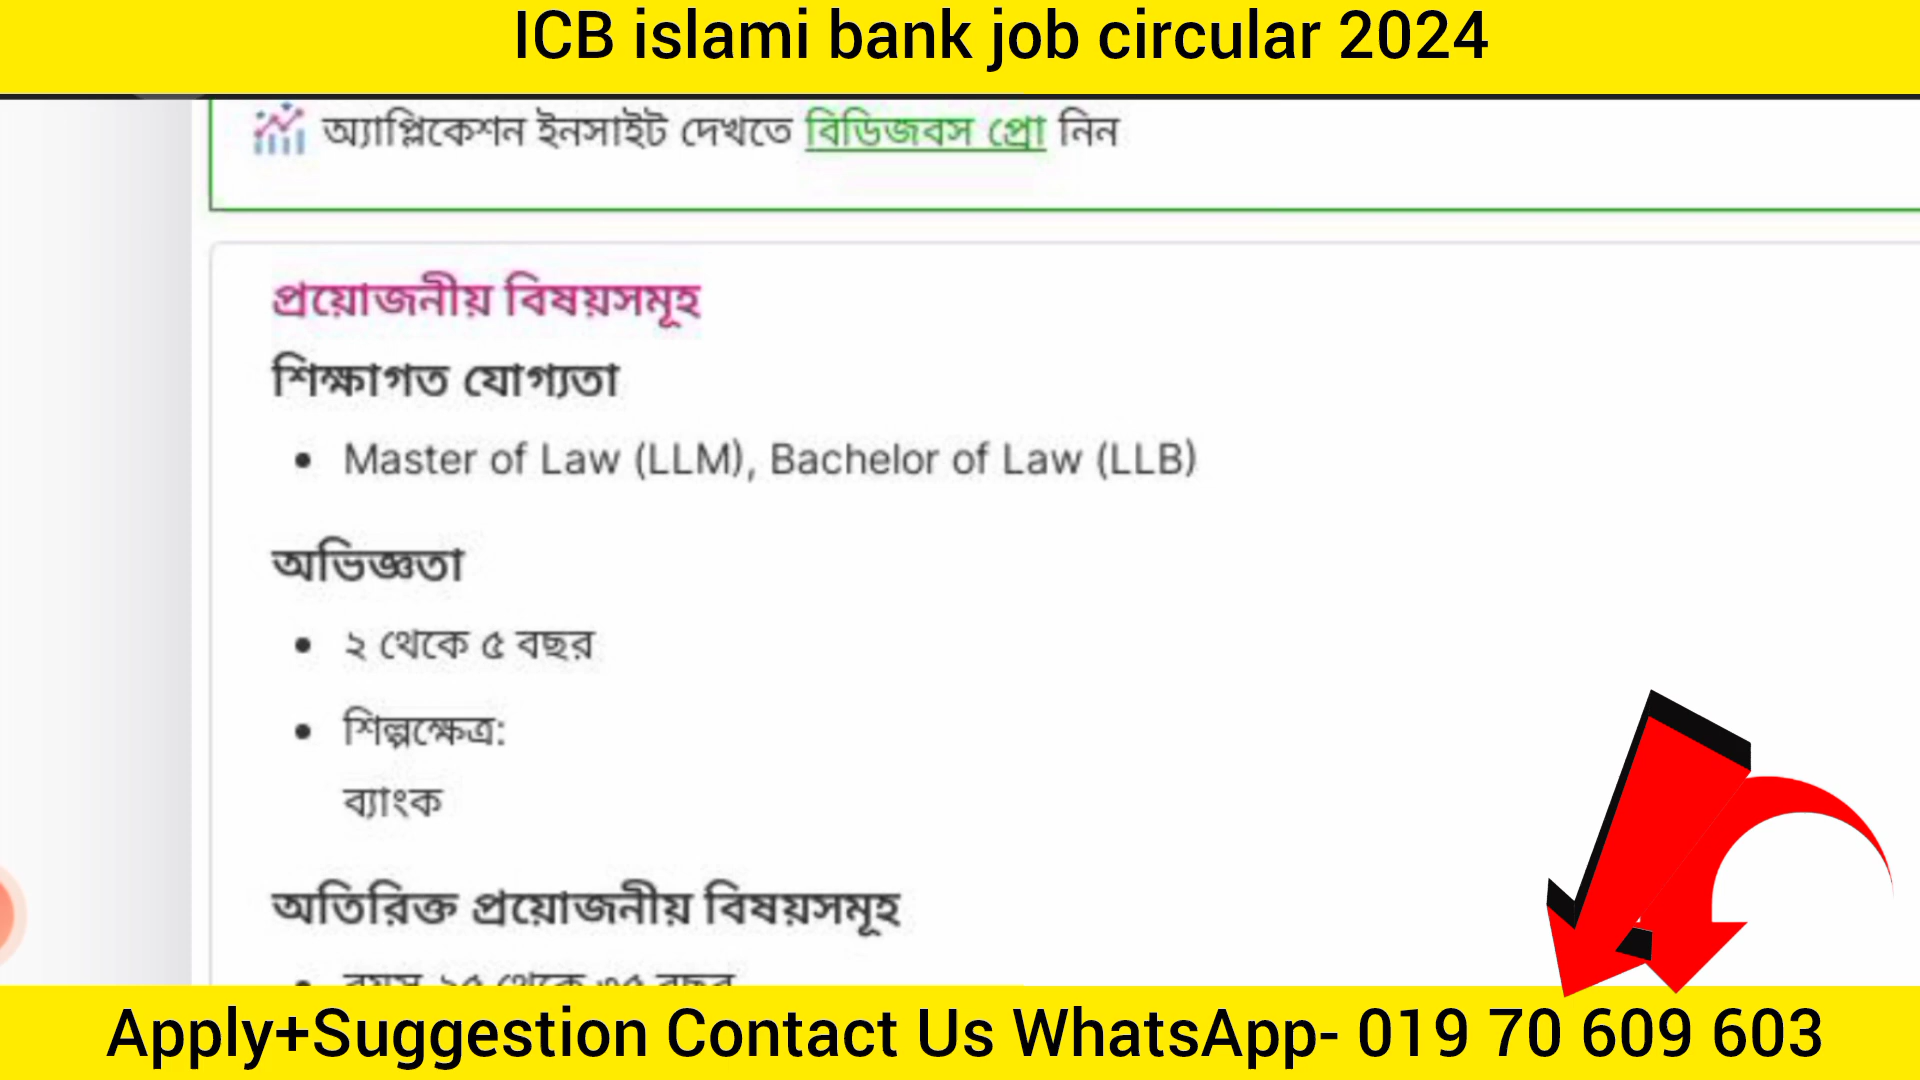 ICB islami bank job circular 2024
অ্যাপ্লিকেশন ইনসাইট দেখতে বিডিজবস প্রো নিন
প্রয়োজনীয় বিষয়সমূহ
শিক্ষাগত যোগ্যতা
• Master of Law (LLM), Bachelor of Law (LLB)
অভিজ্ঞতা
• ২ থেকে ৫ বছর
• শিল্পক্ষেত্র:
ব্যাংক
অতিরিক্ত প্রয়োজনীয় বিষয়সমূহ
Apply+Suggestion Contact Us WhatsApp- 019 70 609 603